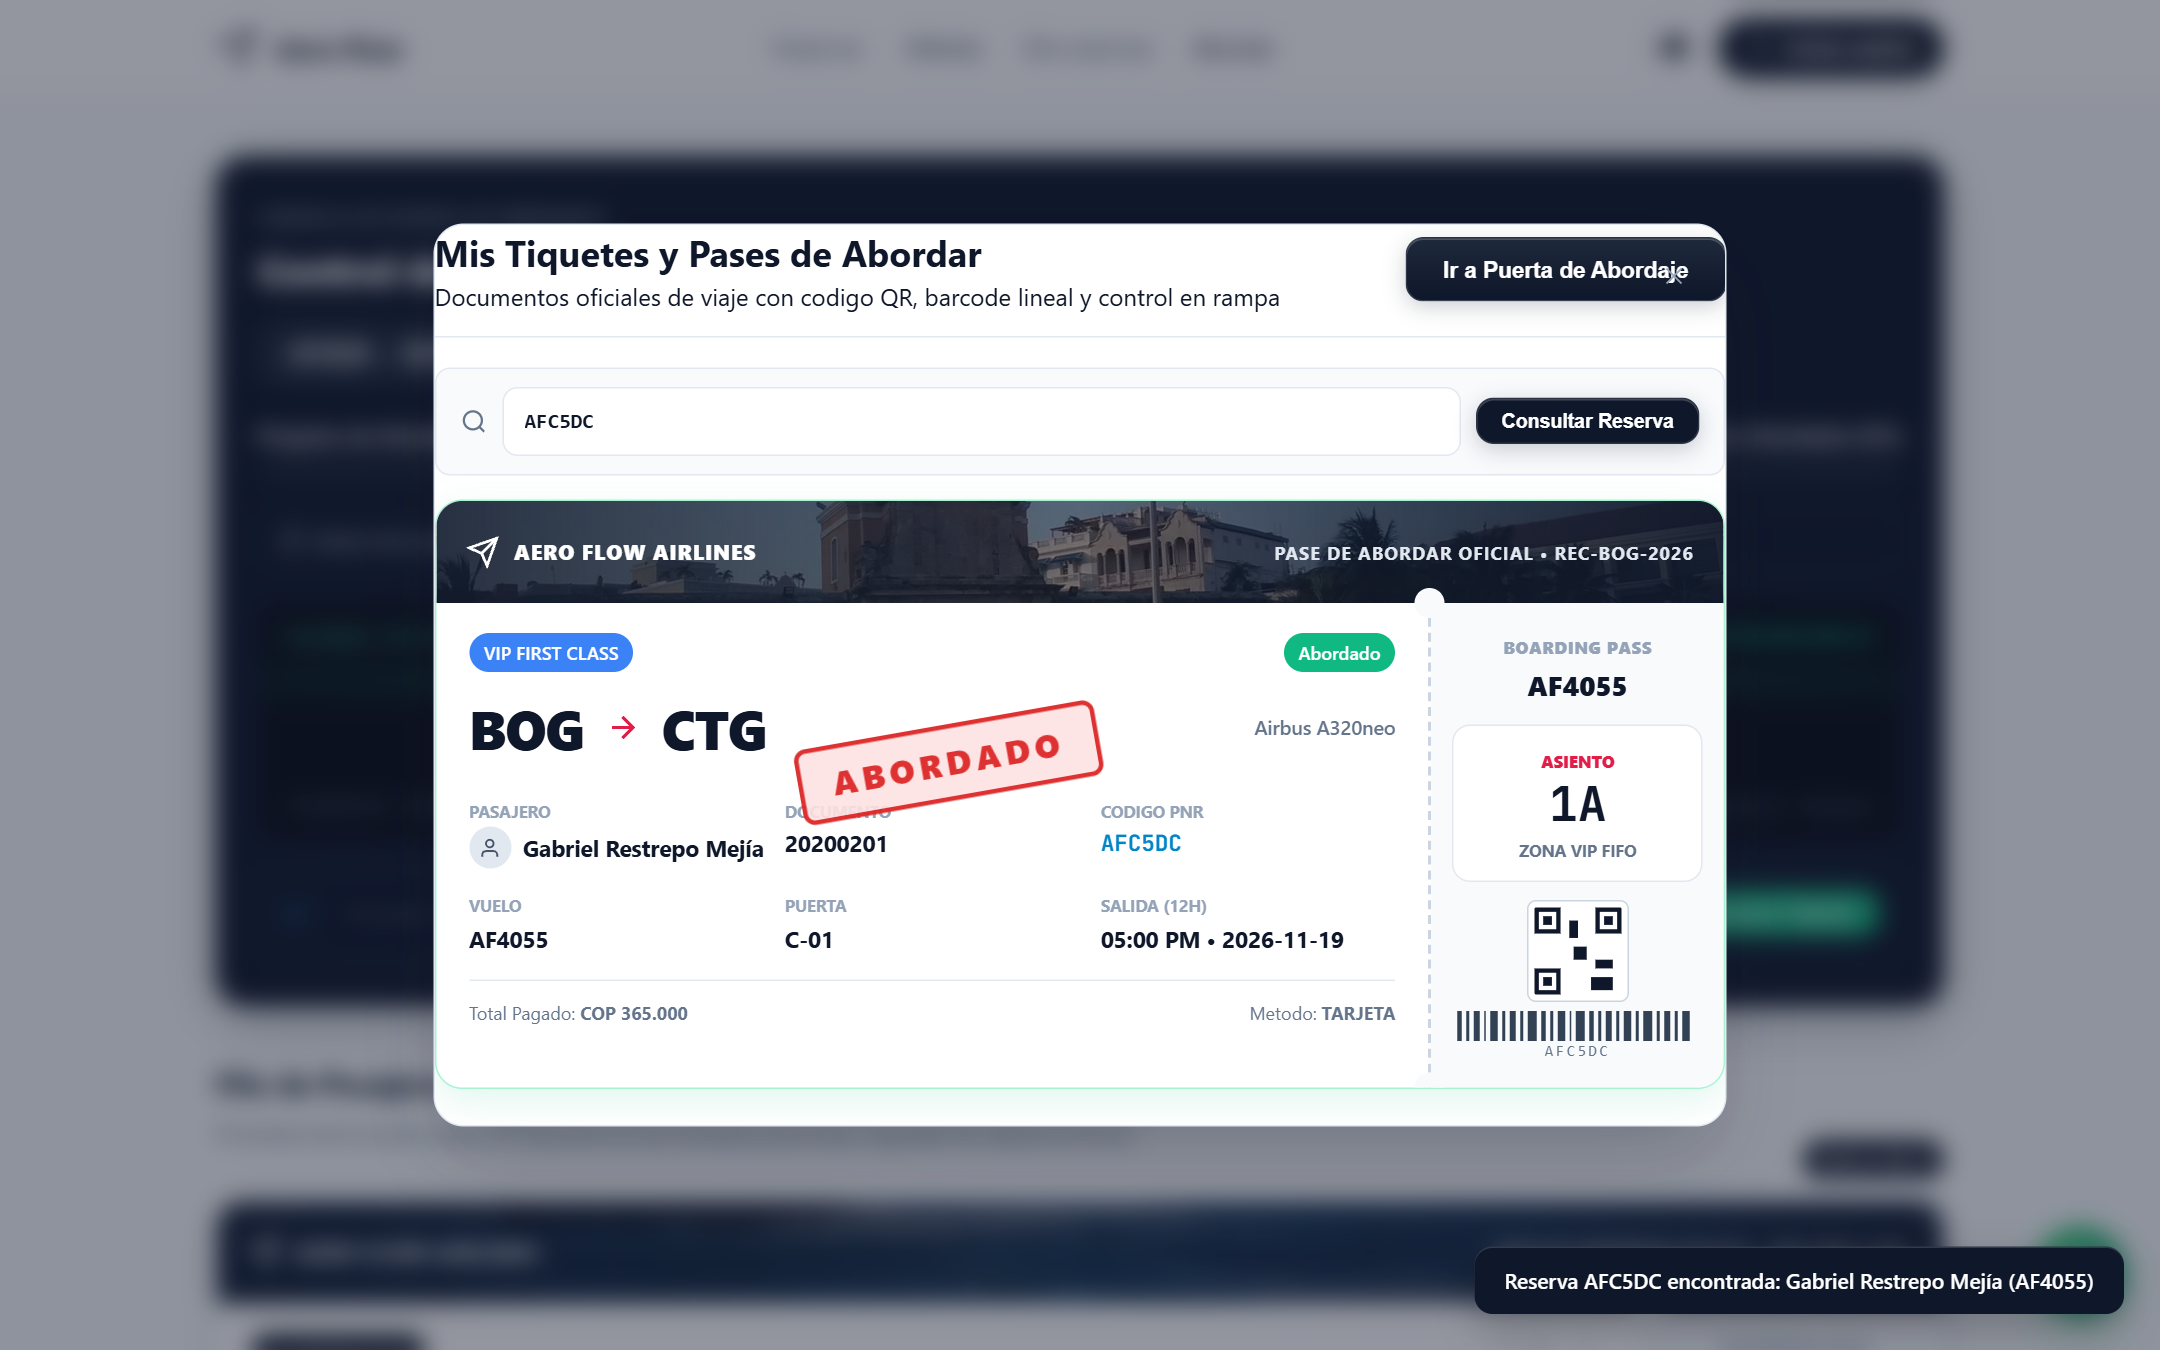 Mis Tiquetes y Pases de Abordar
Documentos oficiales de viaje con codigo QR, barcode lineal y control en rampa
Ir a Puerta de Abordaje
AFC5DC
Consultar Reserva
AERO FLOW AIRLINES
PASE DE ABORDAR OFICIAL • REC-BOG-2026
VIP FIRST CLASS
Abordado
BOG → CTG
Airbus A320neo
ABORDADO
PASAJERO
Gabriel Restrepo Mejía
DOCUMENTO
20200201
CODIGO PNR
AFC5DC
VUELO
AF4055
PUERTA
C-01
SALIDA (12H)
05:00 PM • 2026-11-19
Total Pagado: COP 365.000
Metodo: TARJETA
BOARDING PASS
AF4055
ASIENTO
1A
ZONA VIP FIFO
AFC5DC
Reserva AFC5DC encontrada: Gabriel Restrepo Mejía (AF4055)